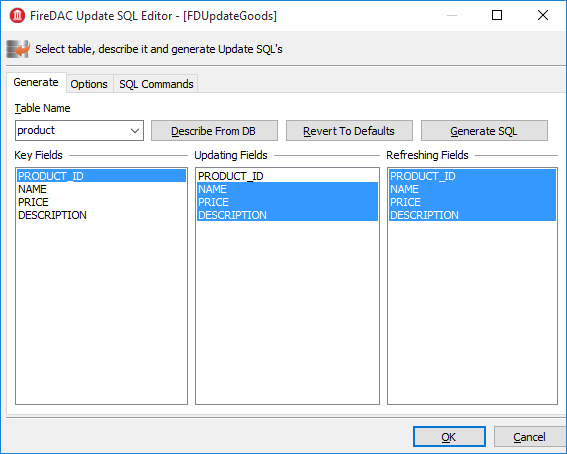 FireDAC Update SQL Editor - [FDUpdateGoods]
Select table, describe it and generate Update SQL's
Generate Options SQL Commands
Table Name
product Describe From DB Revert To Defaults Generate SQL
Key Fields Updating Fields Refreshing Fields
PRODUCT_ID PRODUCT_ID PRODUCT_ID
NAME NAME NAME
PRICE PRICE PRICE
DESCRIPTION DESCRIPTION DESCRIPTION
OK Cancel